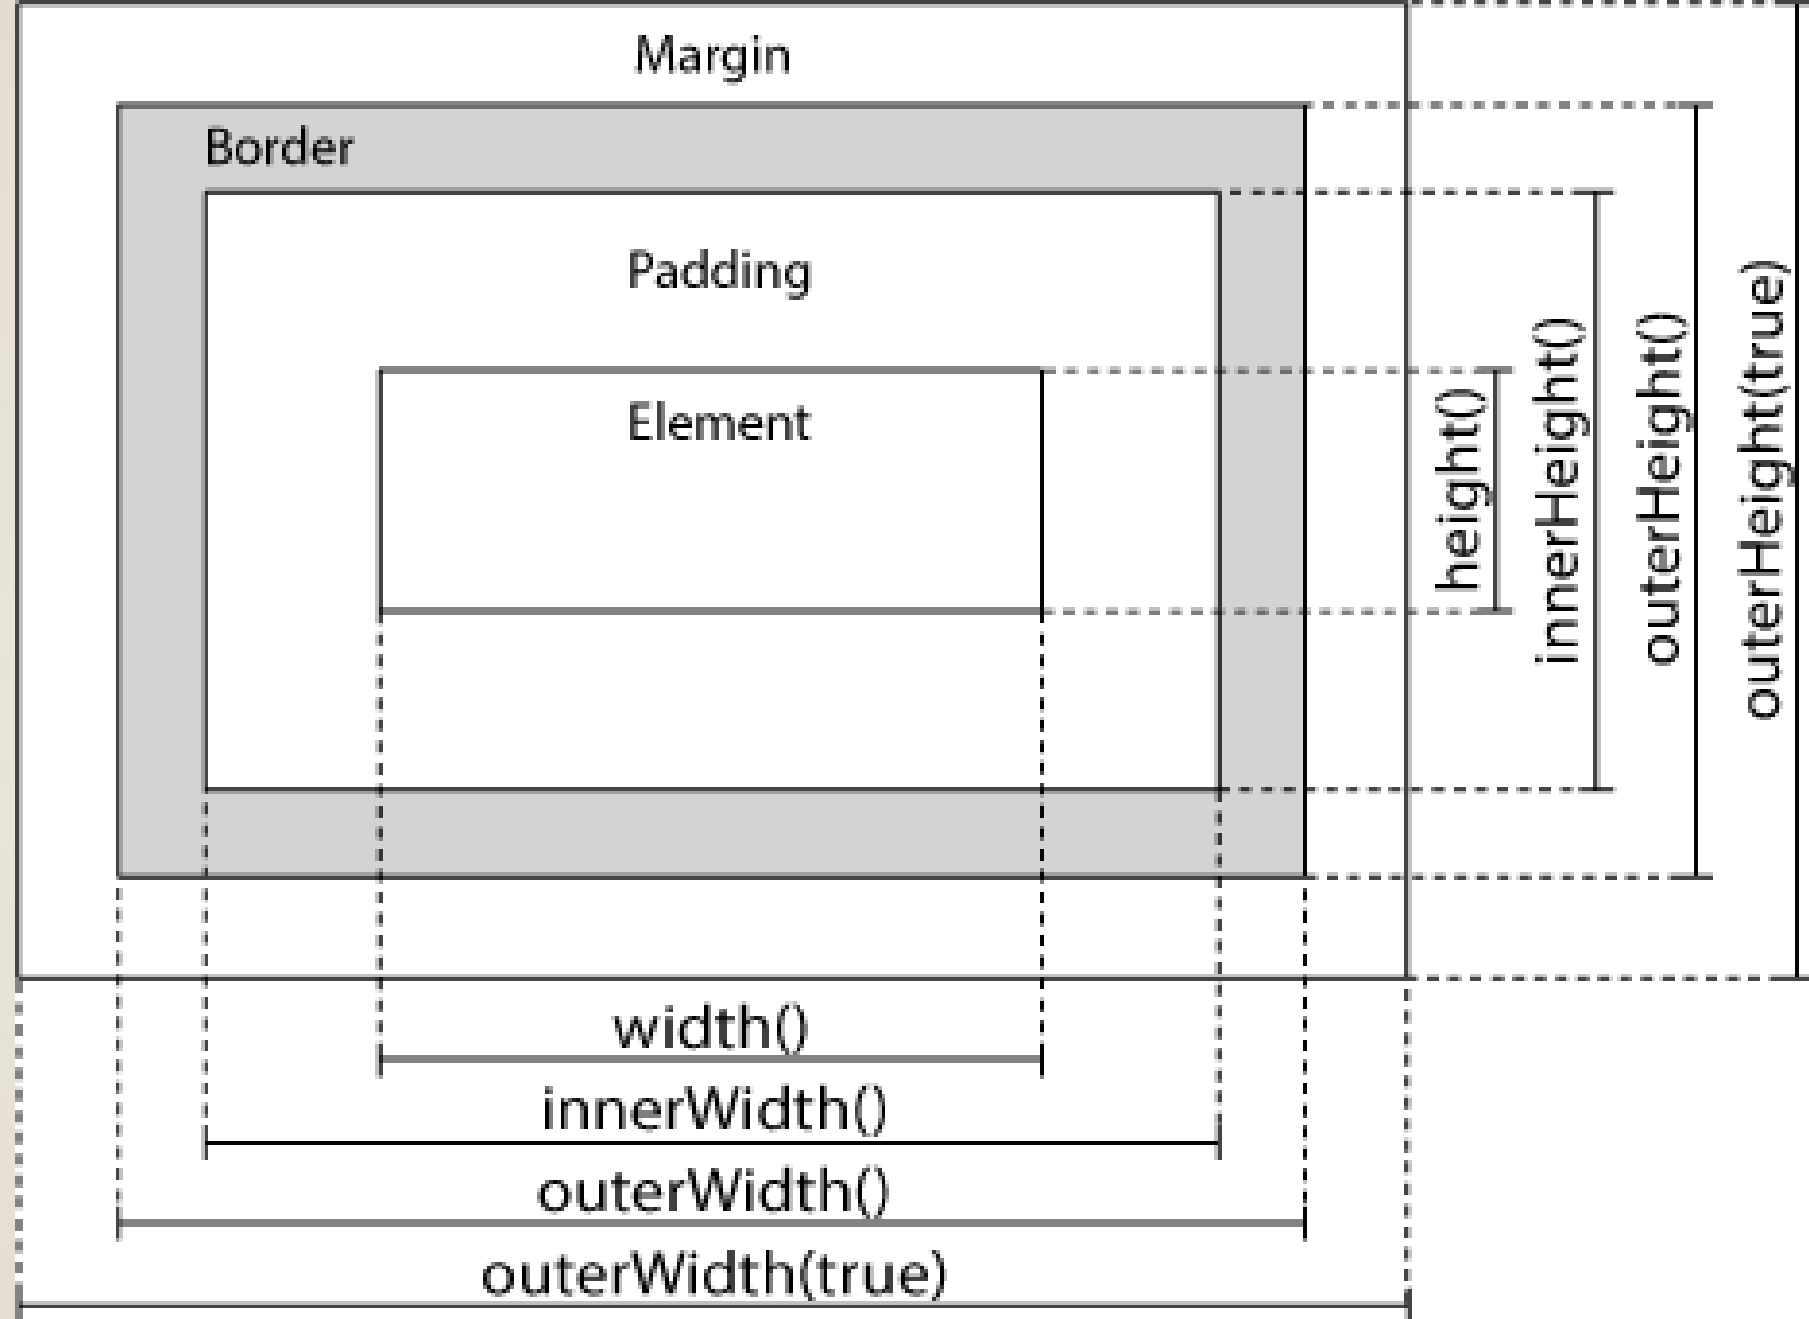 Margin
Border
Padding
Element
height()
innerHeight()
outerHeight()
outerHeight(true)
width()
innerWidth()
outerWidth()
outerWidth(true)